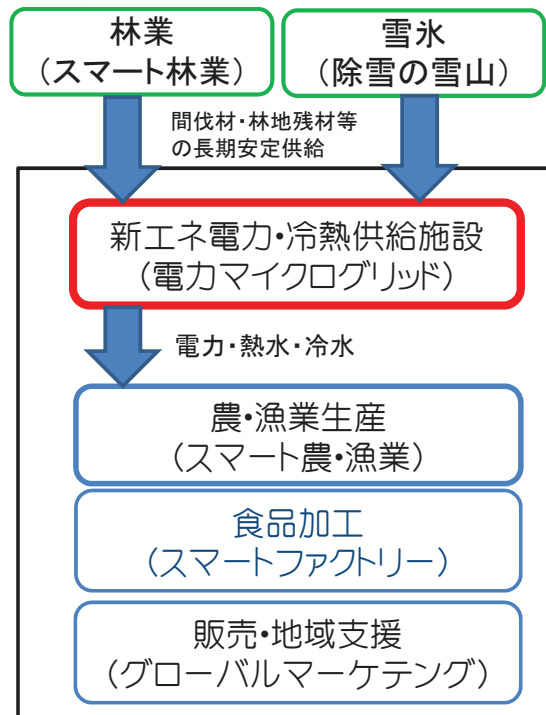 林業
(スマート林業)
雪氷
(除雪の雪山)
間伐材・林地残材等
の長期安定供給
新エネ電力・冷熱供給施設
(電力マイクログリッド)
電力・熱水・冷水
農・漁業生産
(スマート農・漁業)
食品加工
(スマートファクトリー)
販売・地域支援
(グローバルマーケテング)